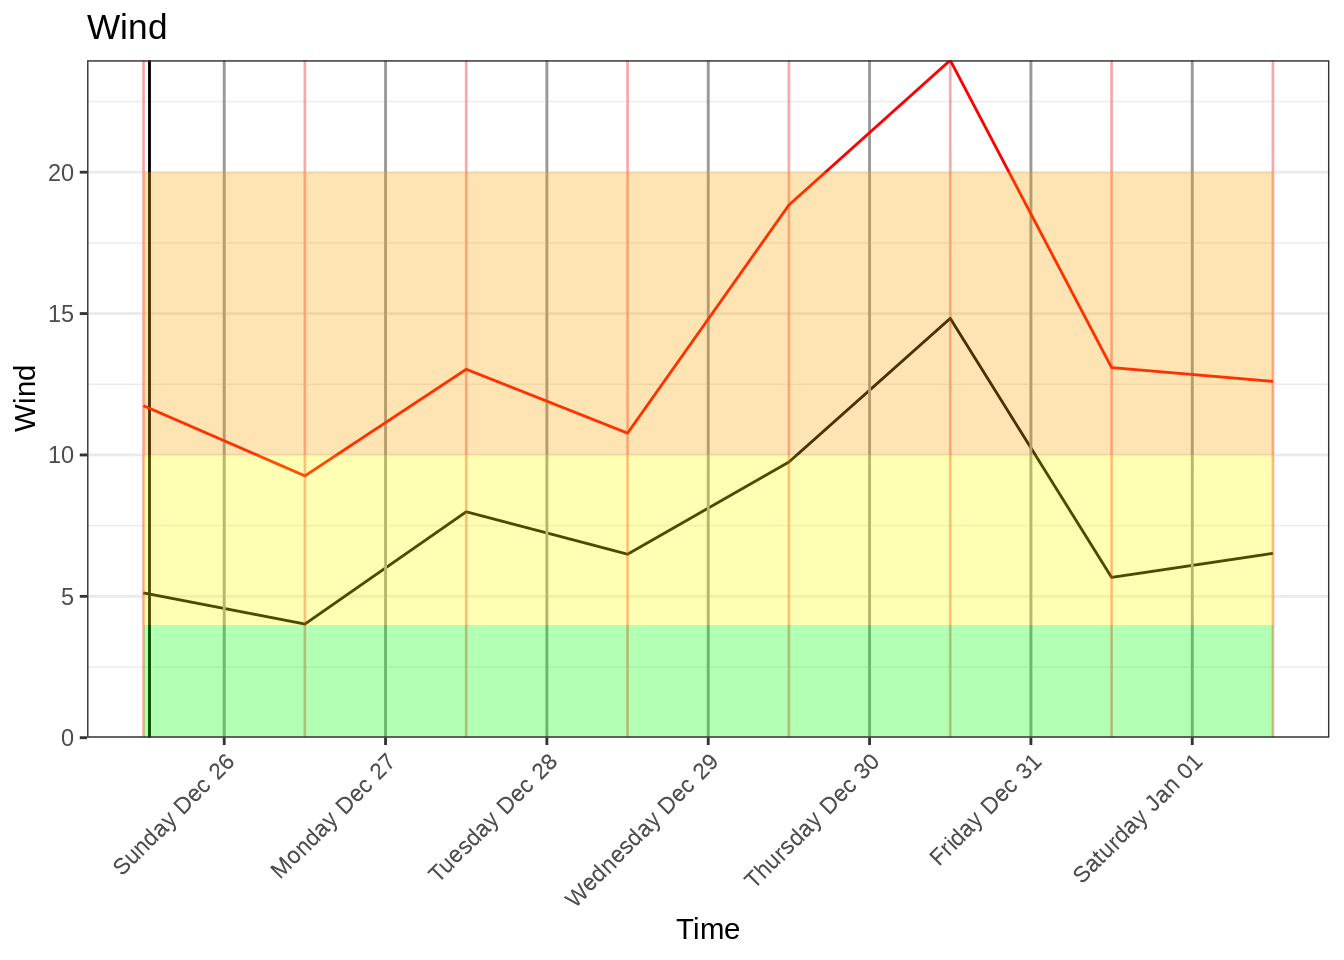 Wind
Wind
20
15
10
5
0
Sunday Dec 26
Monday Dec 27
Tuesday Dec 28
Wednesday Dec 29
Thursday Dec 30
Friday Dec 31
Saturday Jan 01
Time